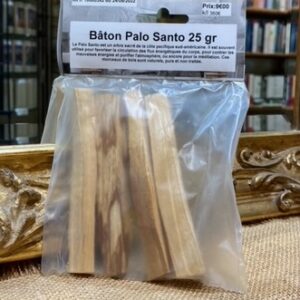 Prix:9€00
Bâton Palo Santo 25 gr
Le Palo Santo est un arbre sacré de la côte pacifique sud-américaine. Il est souvent
utilisé pour favoriser la circulation des flux énergétiques du corps, pour contrer les
mauvaises énergies et purifier l'atmosphère, ou encore pour la méditation. Ces
morceaux de bois sont naturels, purs et non traités.